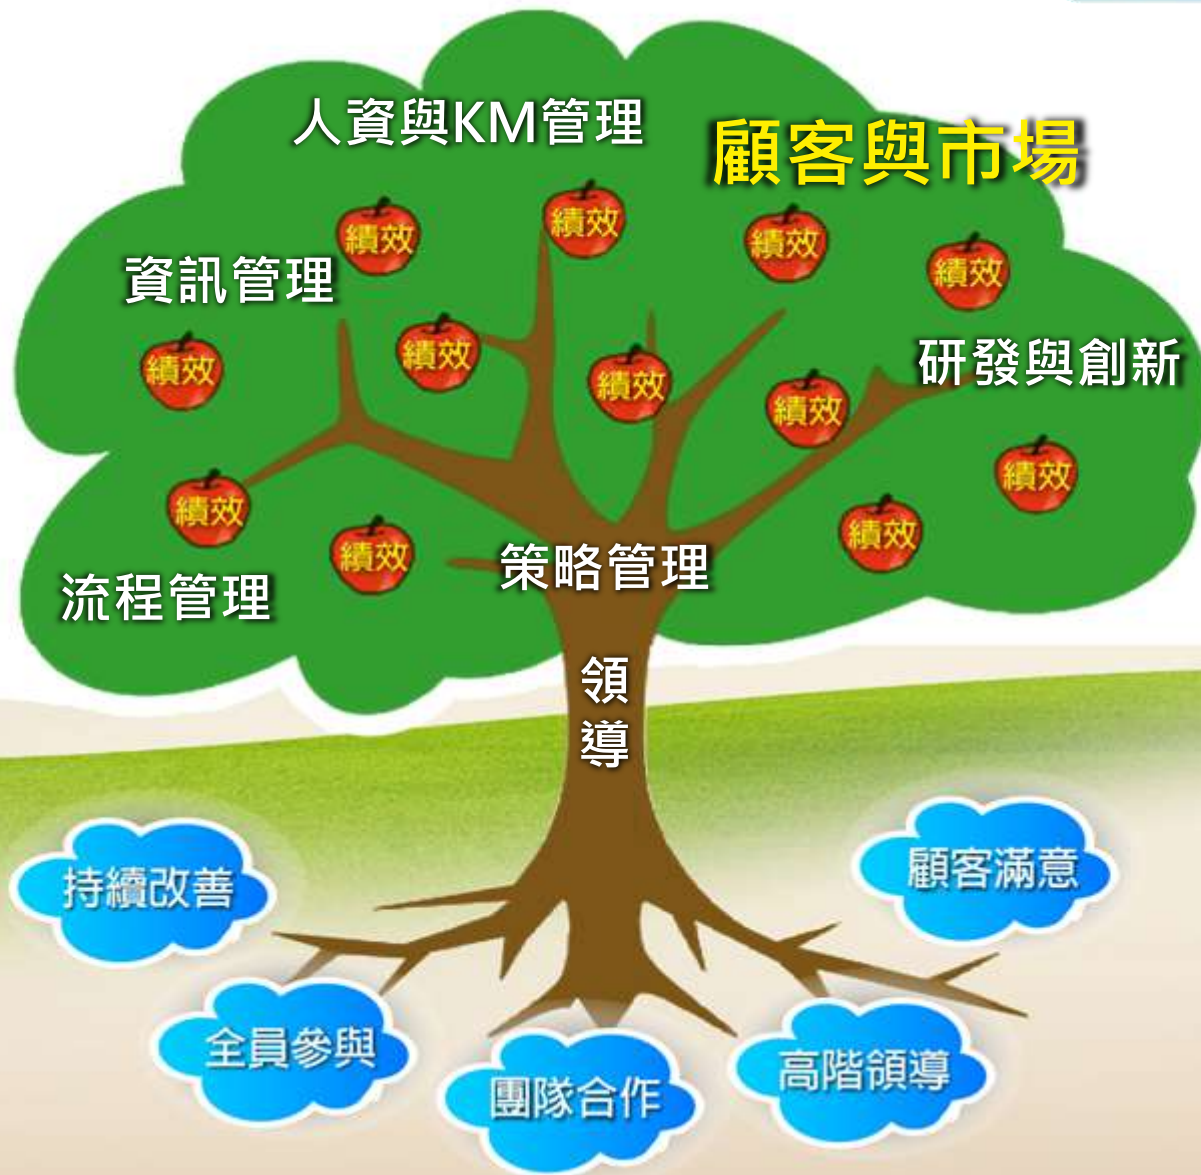 人資與KM管理
顧客與市場
績效
績效
績效
績效
資訊管理
績效
績效
績效
績效
研發與創新
績效
績效
績效
績效
績效
策略管理
流程管理
領
導
持續改善
顧客滿意
全員參與
團隊合作
高階領導